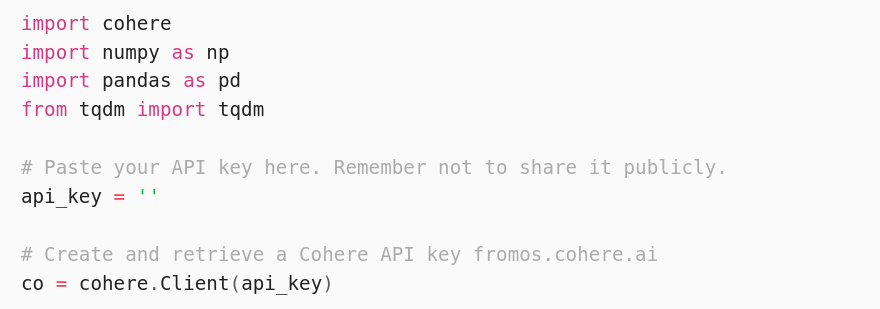 import cohere
import numpy as np
import pandas as pd
from tqdm import tqdm
# Paste your API key here. Remember not to share it publicly.
api_key = ''
# Create and retrieve a Cohere API key fromos.cohere.ai
co = cohere.Client(api_key)